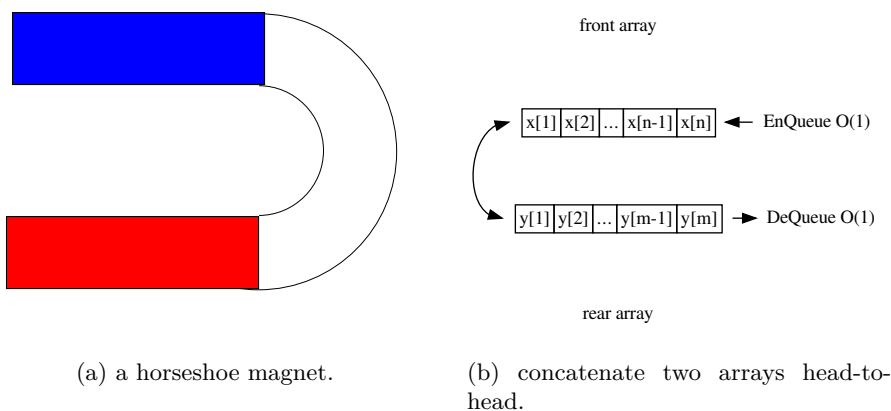 front array
x[1] x[2] ... x[n-1] x[n] EnQueue O(1)
y[1] y[2] ... y[m-1] y[m] DeQueue O(1)
rear array
(a) a horseshoe magnet.
(b) concatenate two arrays head-to-
head.